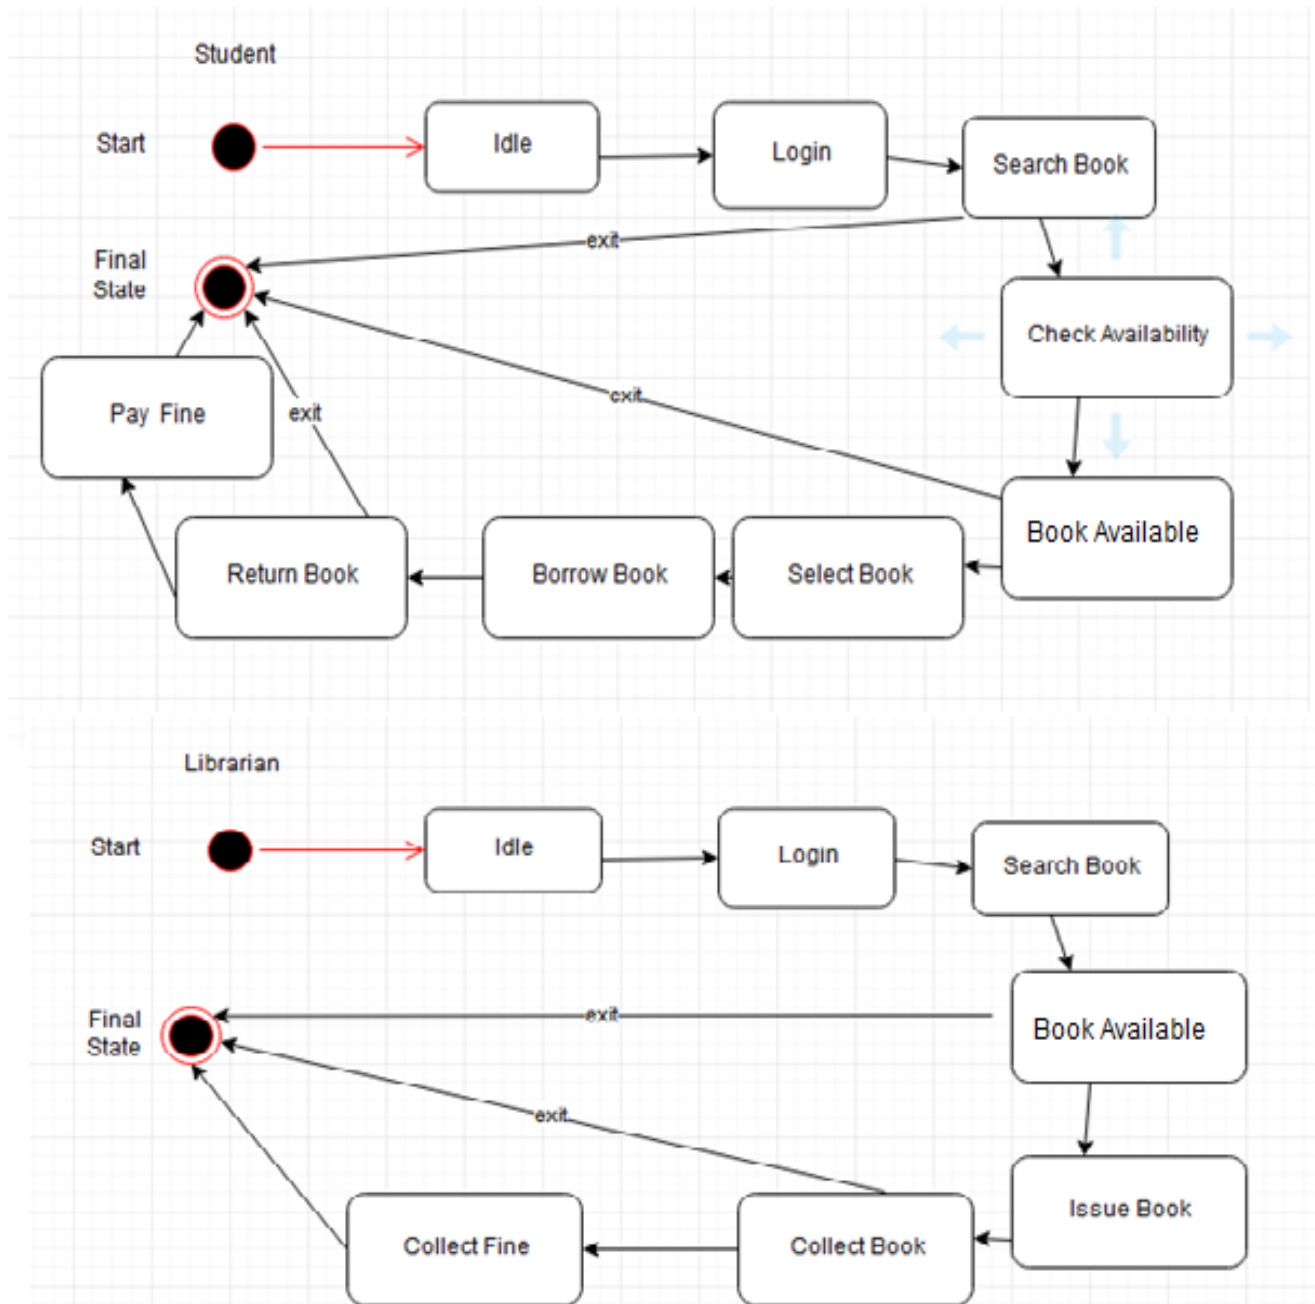 Student
Start
Idle
Login
Search Book
exit
Final
State
Check Availability
exit
Pay Fine
exit
Book Available
Return Book
Borrow Book
Select Book
Librarian
Start
Idle
Login
Search Book
Final
State
exit
Book Available
exit
Issue Book
Collect Fine
Collect Book